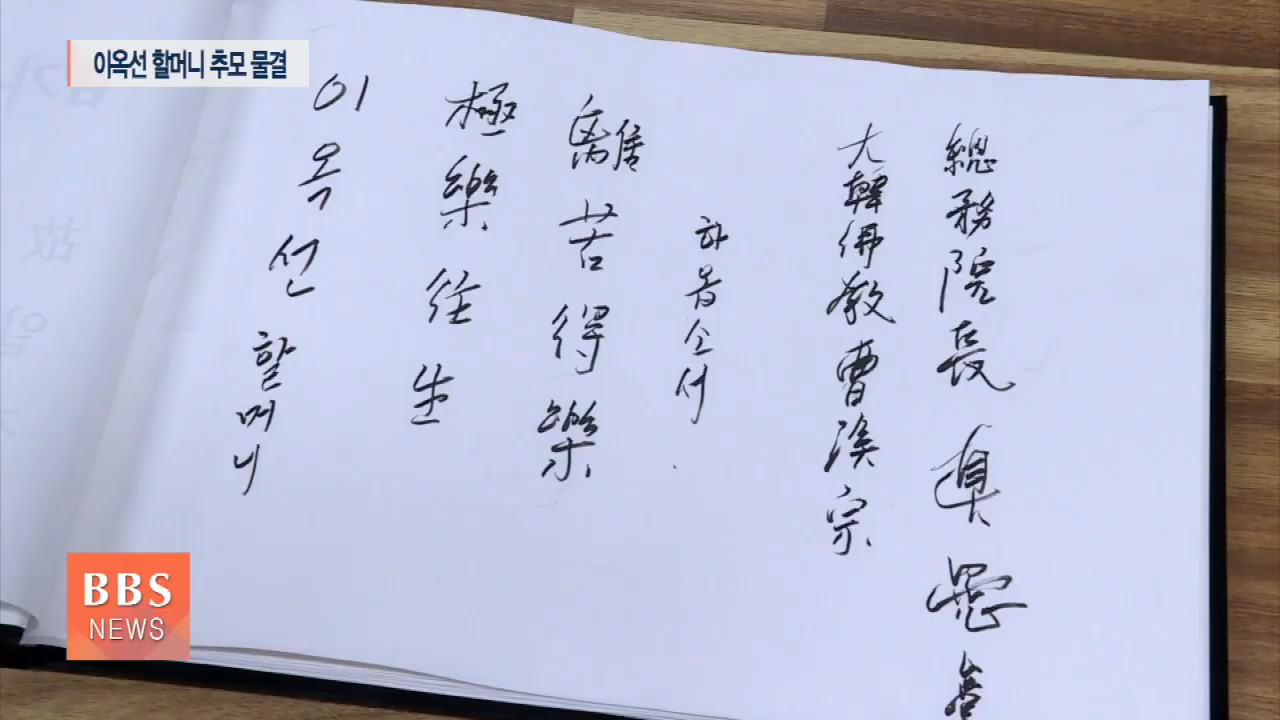 이옥선 할머니 추모 물결
이옥선 할머니
極樂往生
離苦得樂
하옵소서
大韓佛敎曹溪宗
總務院長 眞愚
BBS
NEWS